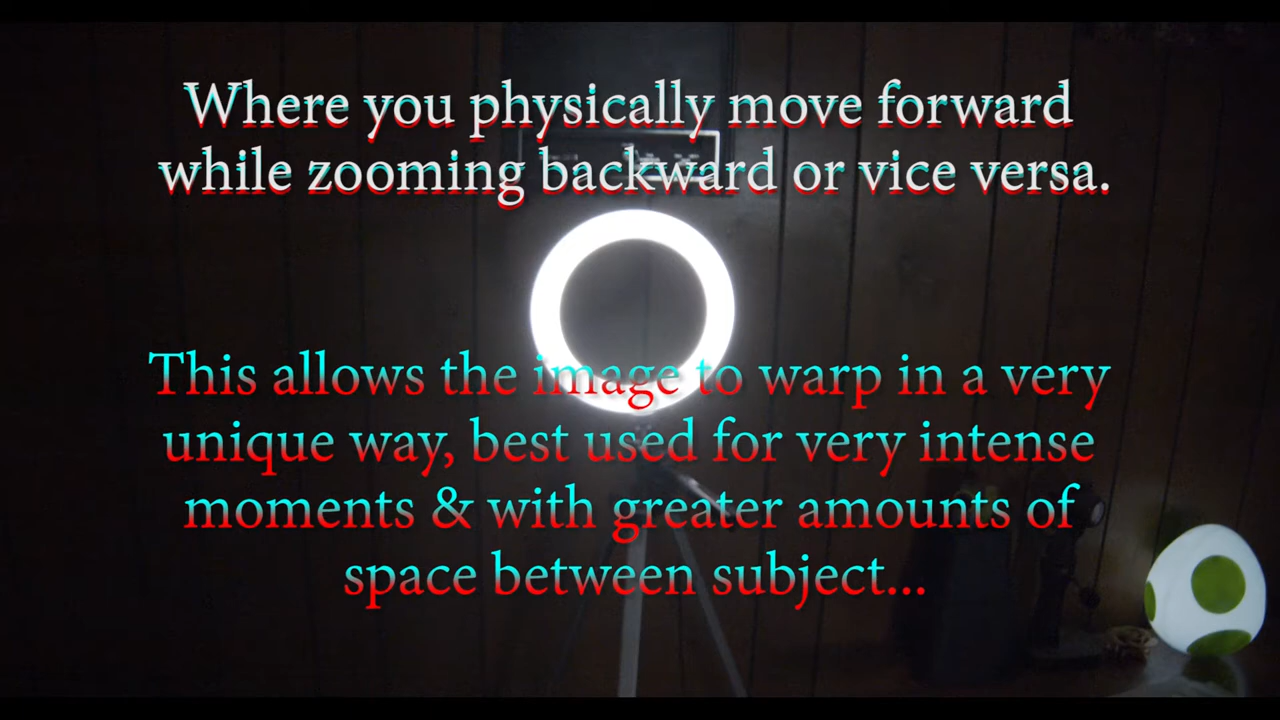 Where you physically move forward
while zooming backward or vice versa.
This allows the image to warp in a very
unique way, best used for very intense
moments & with greater amounts of
space between subject...